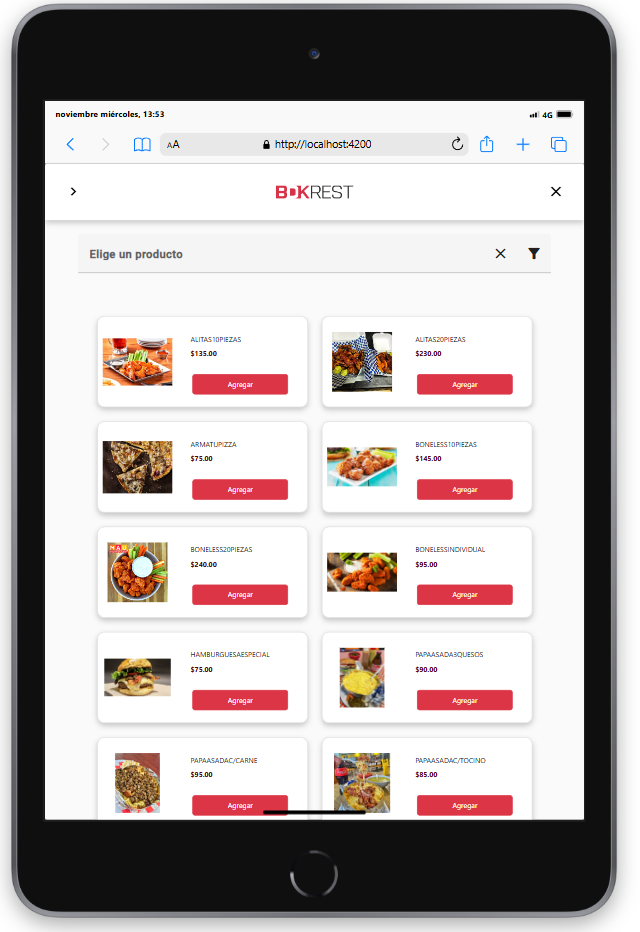 noviembre miércoles, 13:53
4G
AA
http://localhost:4200
BKREST
Elige un producto
ALITAS10PIEZAS
$135.00
Agregar
ALITAS20PIEZAS
$230.00
Agregar
ARMATUPIZZA
$75.00
Agregar
BONELESS10PIEZAS
$145.00
Agregar
BONELESS20PIEZAS
$240.00
Agregar
BONELESSINDIVIDUAL
$95.00
Agregar
HAMBURGUESAESPECIAL
$75.00
Agregar
PAPAASADA3QUESOS
$90.00
Agregar
PAPAASADAC/CARNE
$95.00
Agregar
PAPAASADAC/TOCINO
$85.00
Agregar